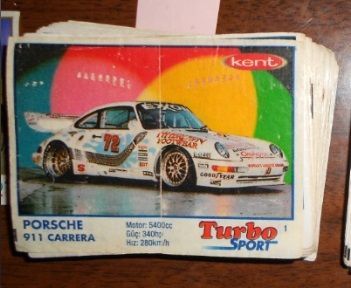 kent
72
GOODYEAR
PORSCHE
911 CARRERA
Motor: 5400cc
Güç: 340hp
Hız: 280km/h
Turbo
SPORT
1